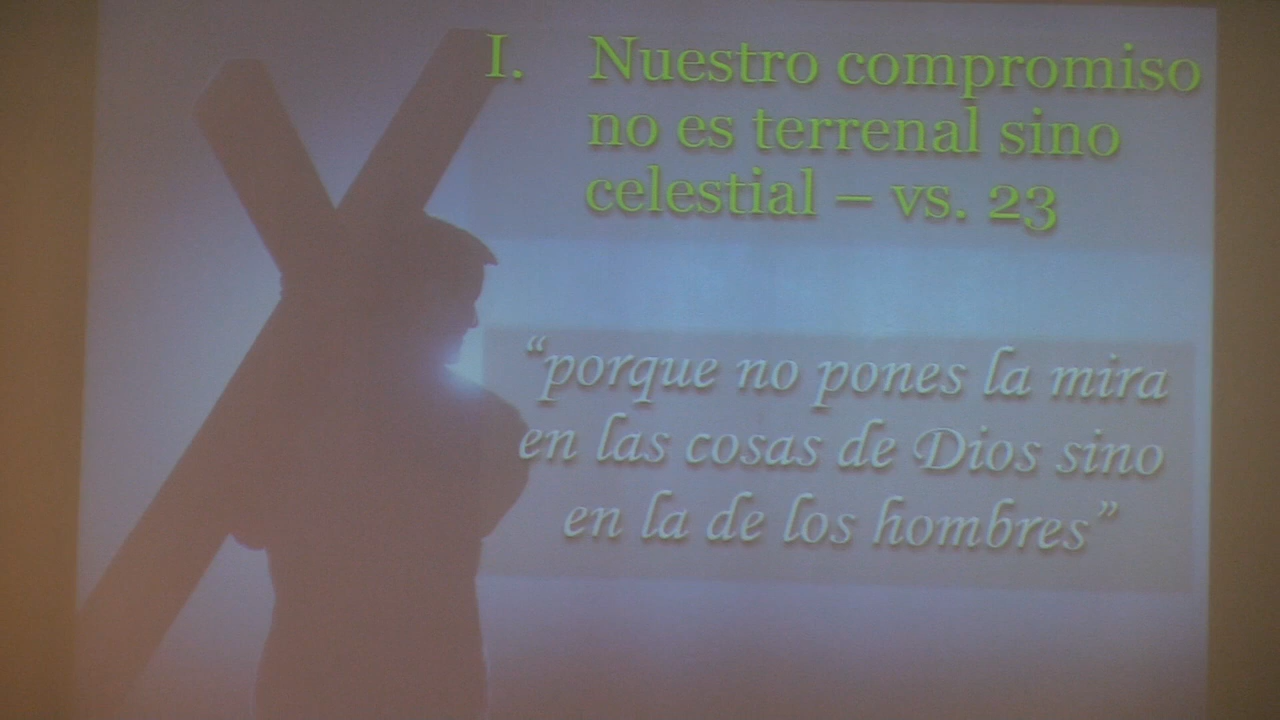 I. Nuestro compromiso
no es terrenal sino
celestial – vs. 23
“porque no pones la mira
en las cosas de Dios sino
en la de los hombres”